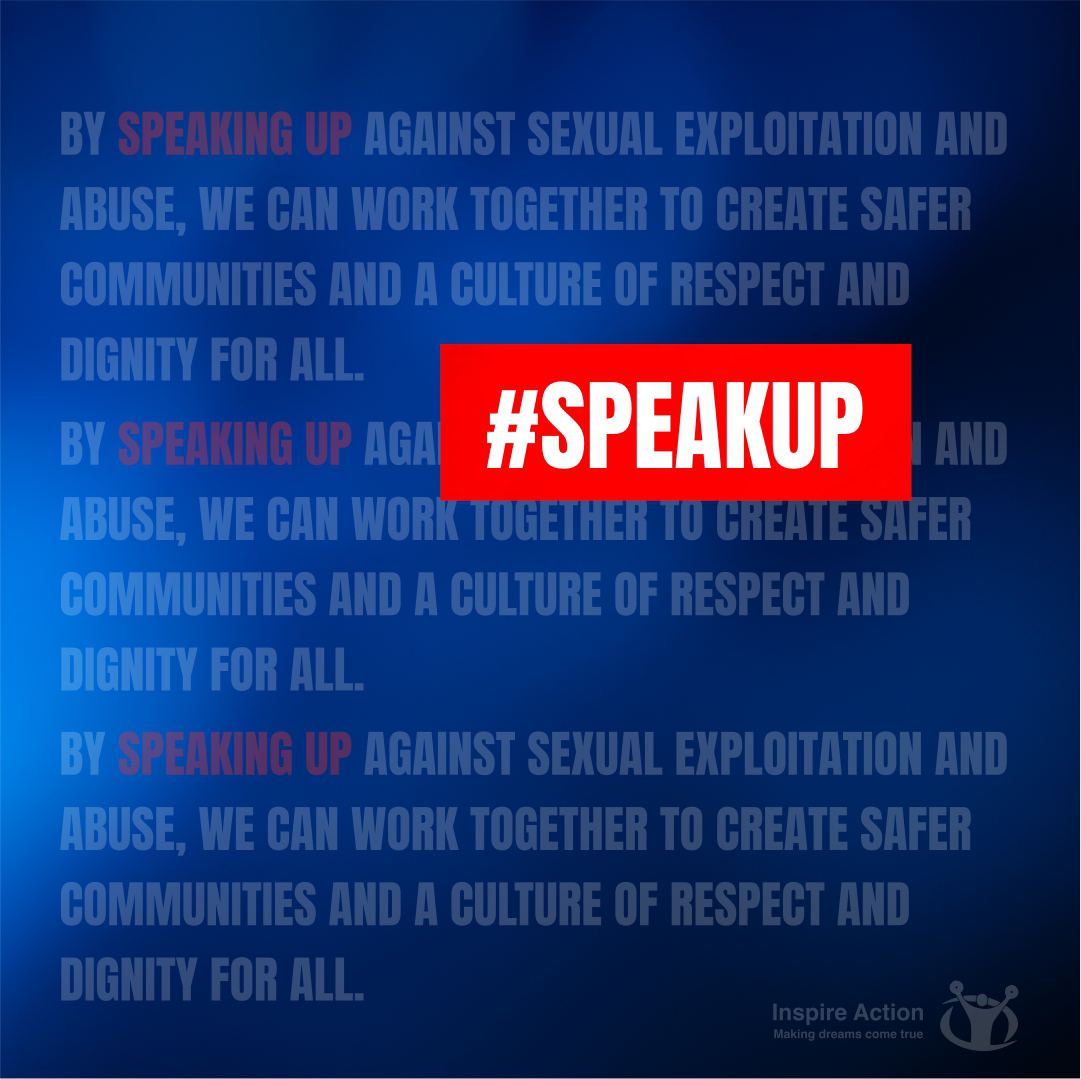 BY SPEAKING UP AGAINST SEXUAL EXPLOITATION AND
ABUSE, WE CAN WORK TOGETHER TO CREATE SAFER
COMMUNITIES AND A CULTURE OF RESPECT AND
DIGNITY FOR ALL.
#SPEAKUP
BY SPEAKING UP AND
ABUSE, WE CAN WORK TOGETHER TO CREATE SAFER
COMMUNITIES AND A CULTURE OF RESPECT AND
DIGNITY FOR ALL.
BY SPEAKING UP AGAINST SEXUAL EXPLOITATION AND
ABUSE, WE CAN WORK TOGETHER TO CREATE SAFER
COMMUNITIES AND A CULTURE OF RESPECT AND
DIGNITY FOR ALL.
Inspire Action
Making dreams come true